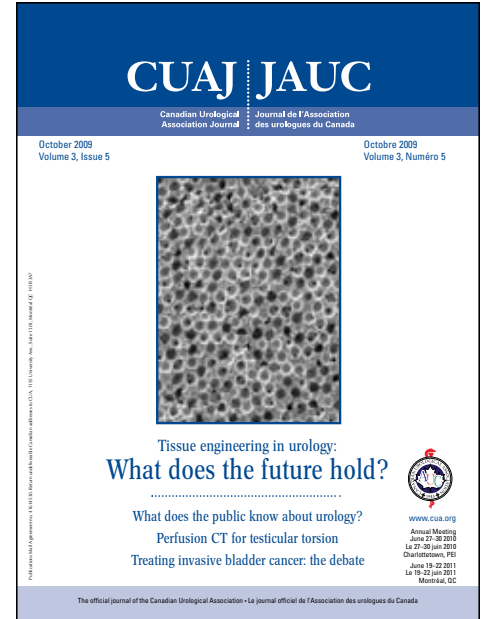 CUAJ JAUC
Canadian Urological Association Journal
Journal de l'Association des urologues du Canada
October 2009
Volume 3, Issue 5
Octobre 2009
Volume 3, Numéro 5
Tissue engineering in urology:
What does the future hold?
What does the public know about urology?
Perfusion CT for testicular torsion
Treating invasive bladder cancer: the debate
www.cua.org
Annual Meeting
June 27–30 2010
Le 27–30 juin 2010
Charlottetown, PEI
June 19–22 2011
Le 19–22 juin 2011
Montréal, QC
The official journal of the Canadian Urological Association • Le journal officiel de l'Association des urologues du Canada